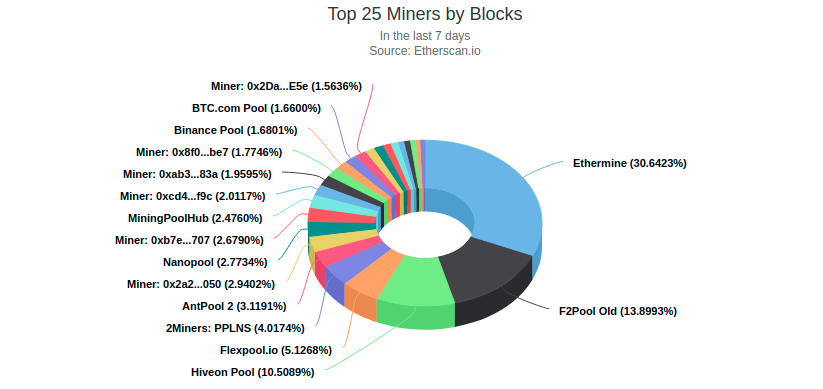 Top 25 Miners by Blocks
In the last 7 days
Source: Etherscan.io
Miner: 0x2Da...E5e (1.5636%)
BTC.com Pool (1.6600%)
Binance Pool (1.6801%)
Miner: 0x8f0...be7 (1.7746%)
Miner: 0xab3...83a (1.9595%)
Miner: 0xcd4...f9c (2.0117%)
MiningPoolHub (2.4760%)
Miner: 0xb7e...707 (2.6790%)
Nanopool (2.7734%)
Miner: 0x2a2...050 (2.9402%)
AntPool 2 (3.1191%)
2Miners: PPLNS (4.0174%)
Flexpool.io (5.1268%)
Hiveon Pool (10.5089%)
Ethermine (30.6423%)
F2Pool Old (13.8993%)